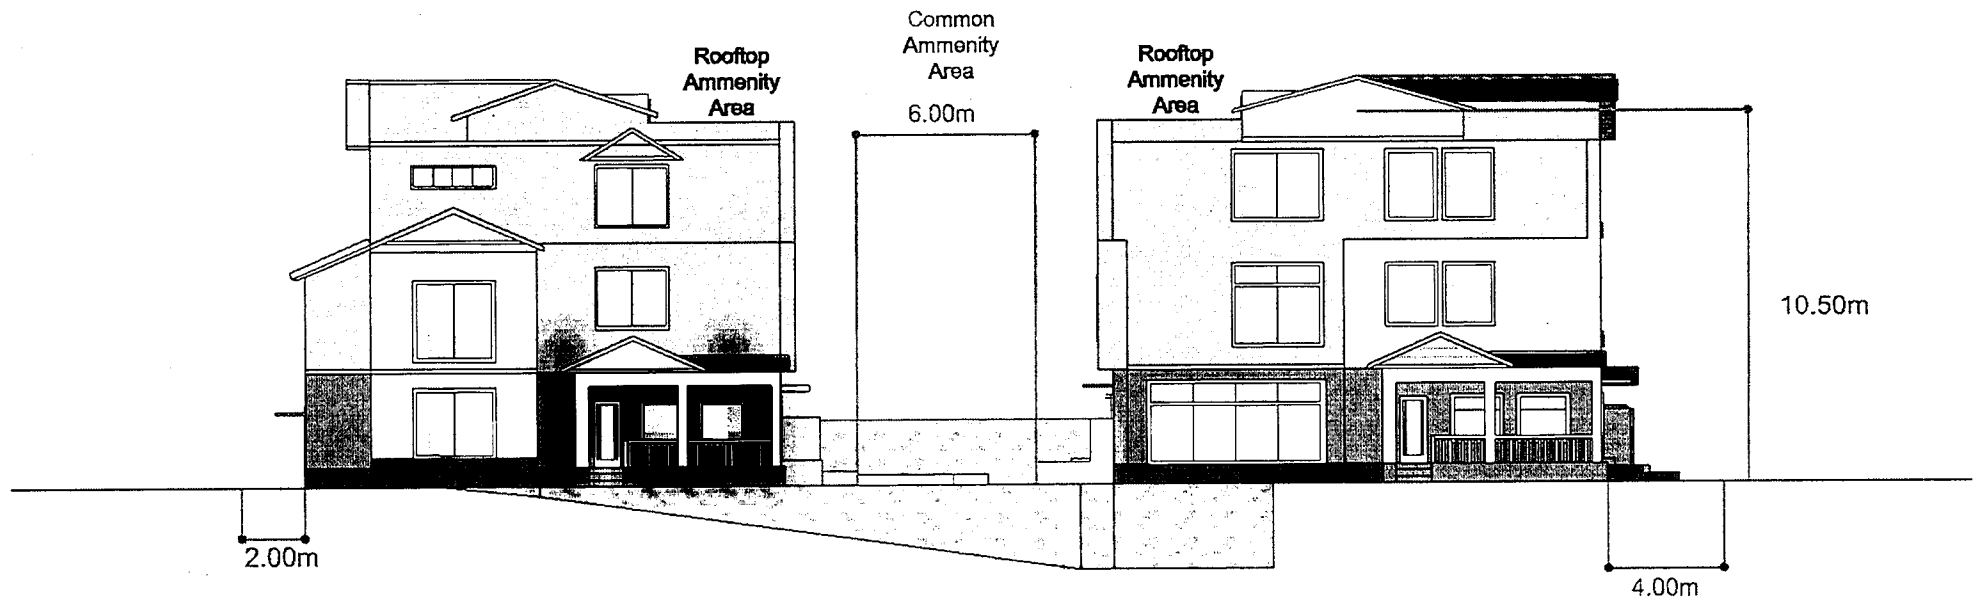 Common
Ammenity
Area
6.00m
Rooftop
Ammenity
Area
Rooftop
Ammenity
Area
10.50m
2.00m
4.00m